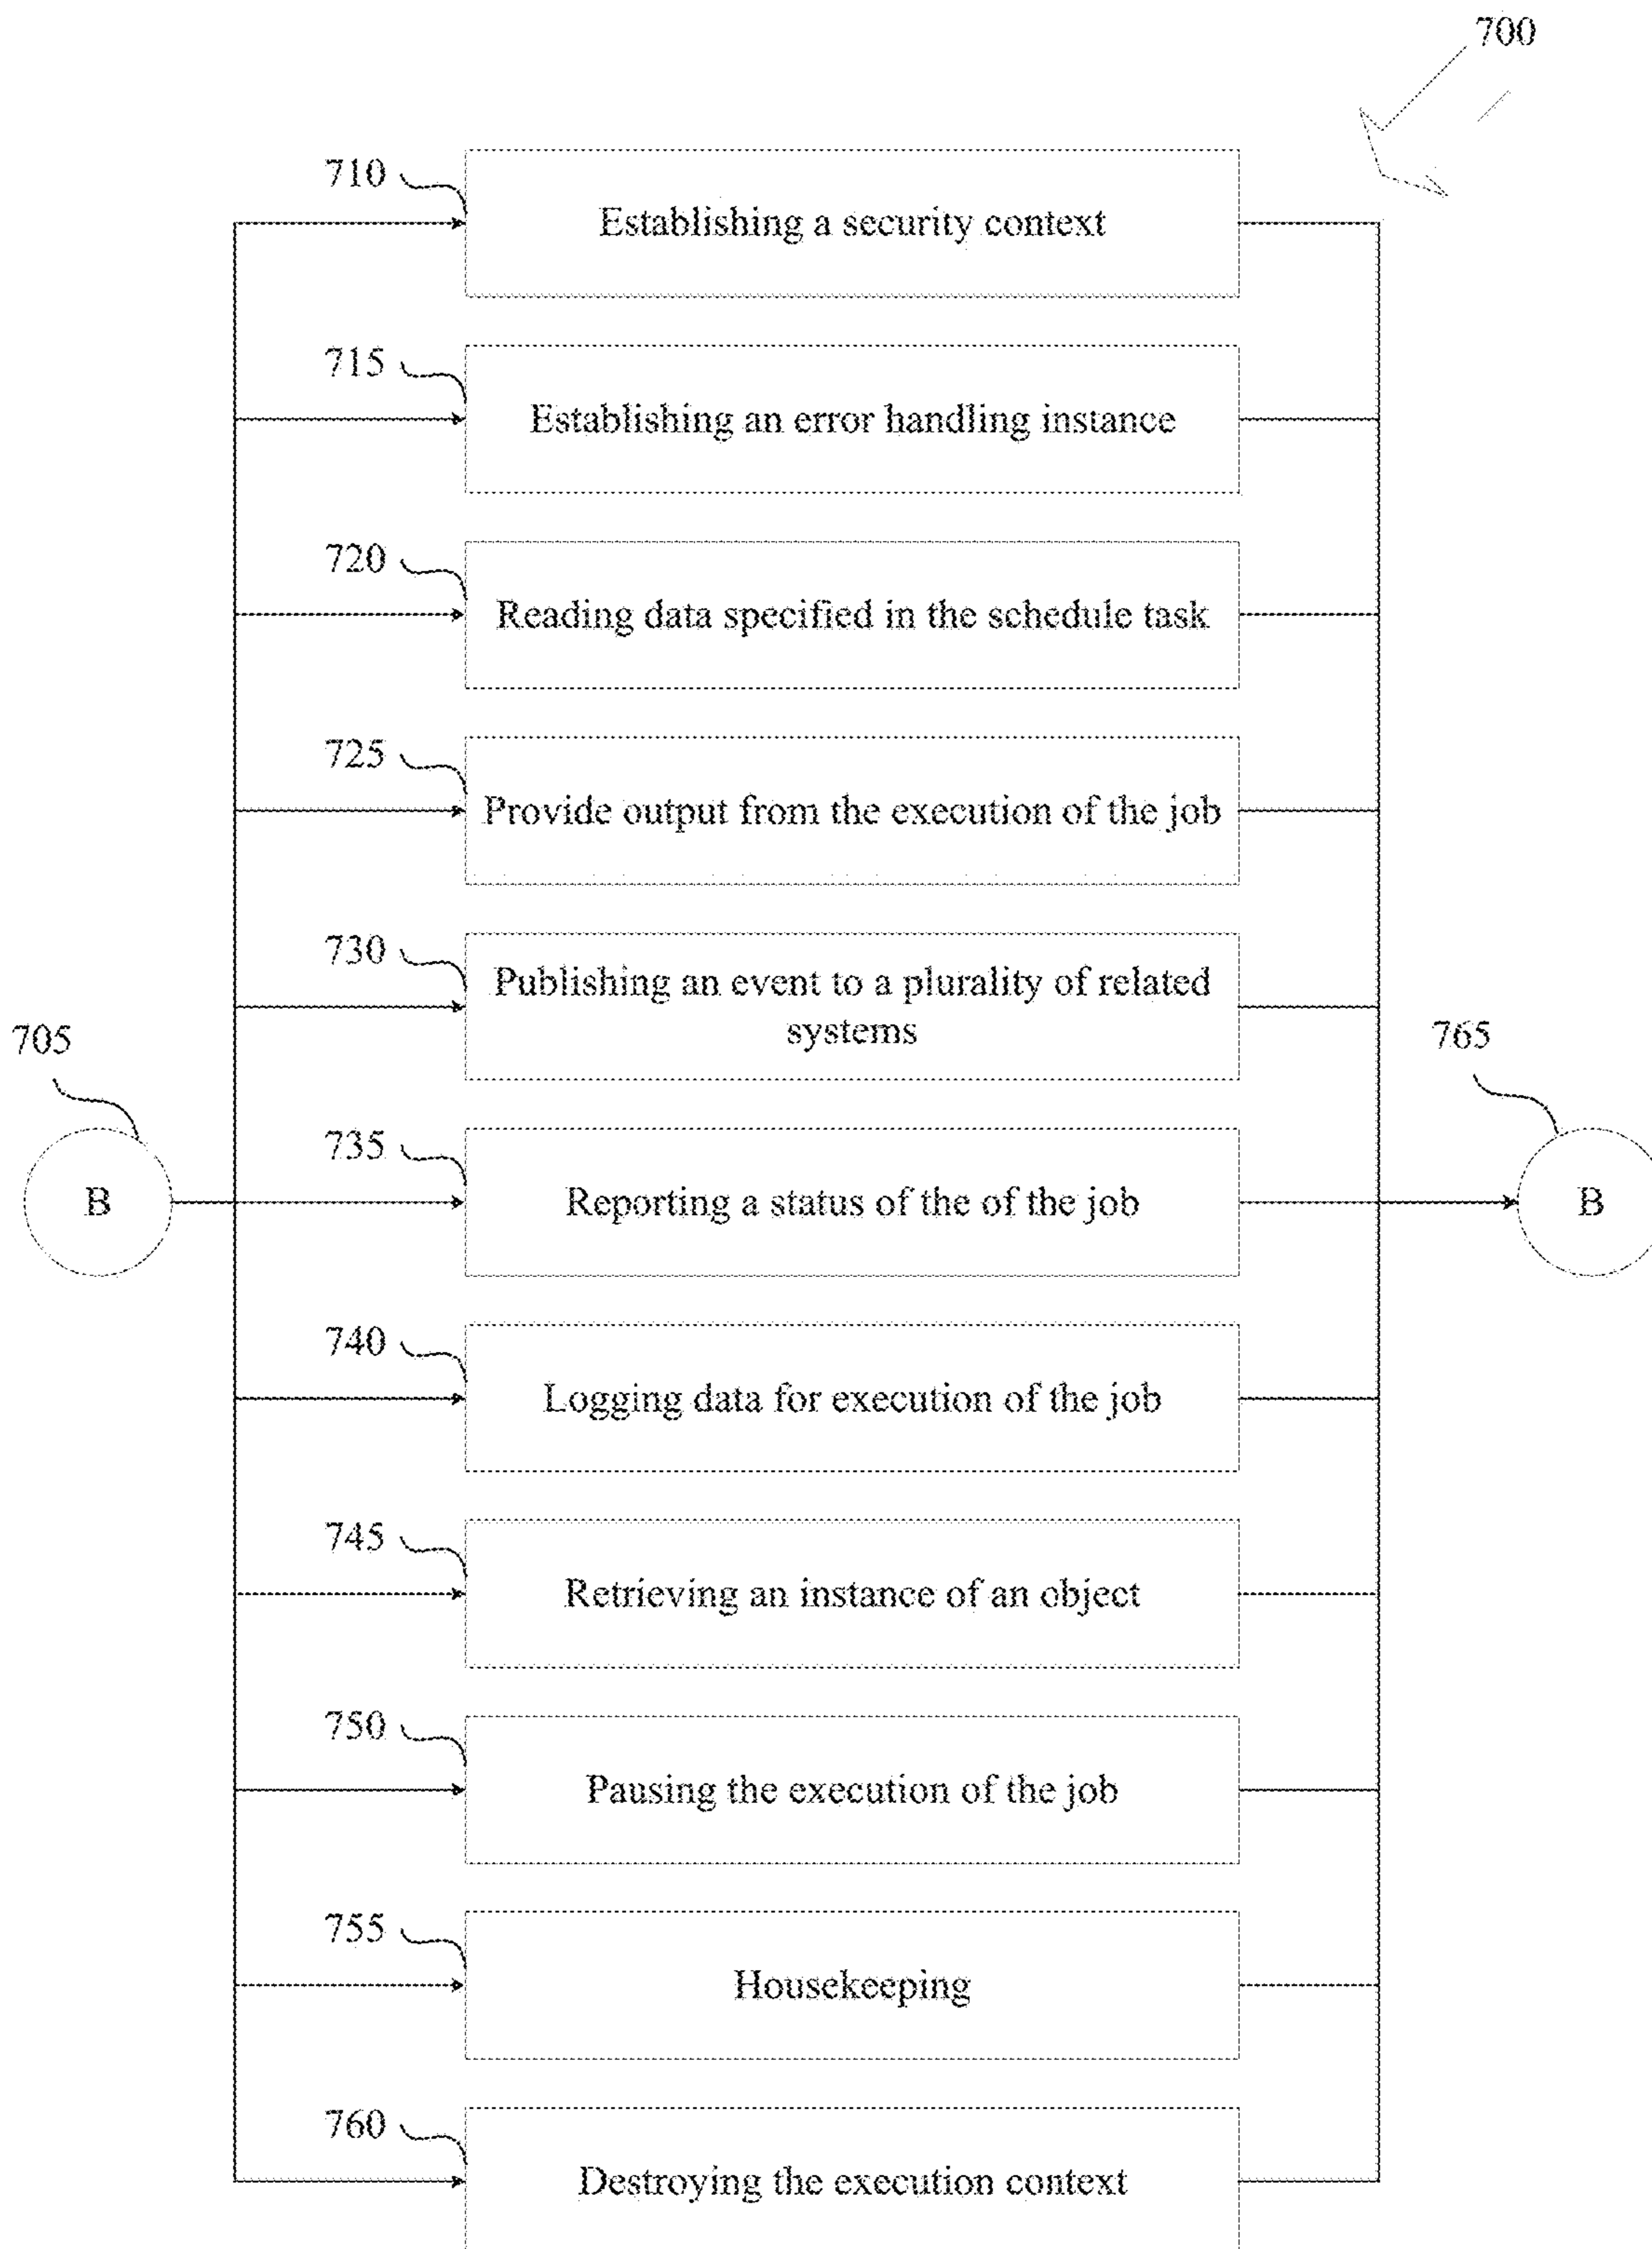 700
710
Establishing a security context
715
Establishing an error handling instance
720
Reading data specified in the schedule task
725
Provide output from the execution of the job
730
Publishing an event to a plurality of related
systems
705
765
735
B
Reporting a status of the of the job
B
740
Logging data for execution of the job
745
Retrieving an instance of an object
750
Pausing the execution of the job
755
Housekeeping
760
Destroying the execution context